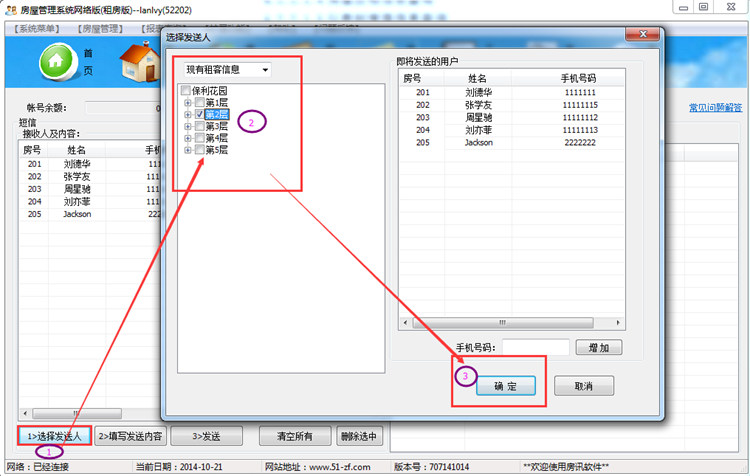 房屋管理系统网络版(租房版)--lanlvy(52202)
【系统菜单】 【房屋管理】
首页
帐号余额：
常见问题解答
短信
接收人及内容：
房号 姓名 手
201 刘德华 111
202 张学友 111
203 周星驰 111
204 刘亦菲 111
205 Jackson 222
1>选择发送人 2>填写发送内容 3>发送 清空所有 删除选中
1
选择发送人
现有租客信息
保利花园
第1层
第2层
第3层
第4层
第5层
2
即将发送的用户
房号 姓名 手机号码
201 刘德华 1111111
202 张学友 11111115
203 周星驰 11111112
204 刘亦菲 11111113
205 Jackson 2222222
手机号码： 增加
3
确定 取消
网络：已经连接 当前日期：2014-10-21 网站地址：www.51-zf.com 版本号：707141014 **欢迎使用房讯软件**